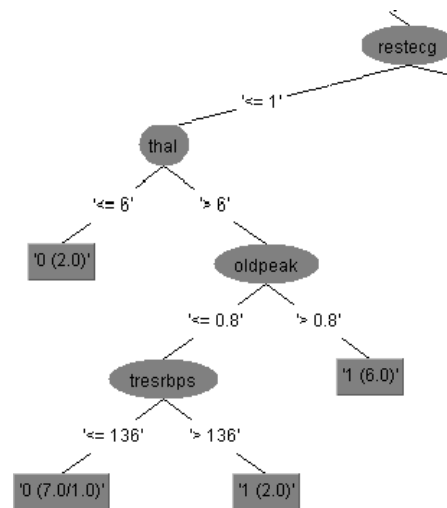 restecg
'<= 1'
thal
'<= 6' '> 6'
'0 (2.0)' oldpeak
'<= 0.8' '> 0.8'
tresrbps '1 (6.0)'
'<= 136' '> 136'
'0 (7.0/1.0)' '1 (2.0)'